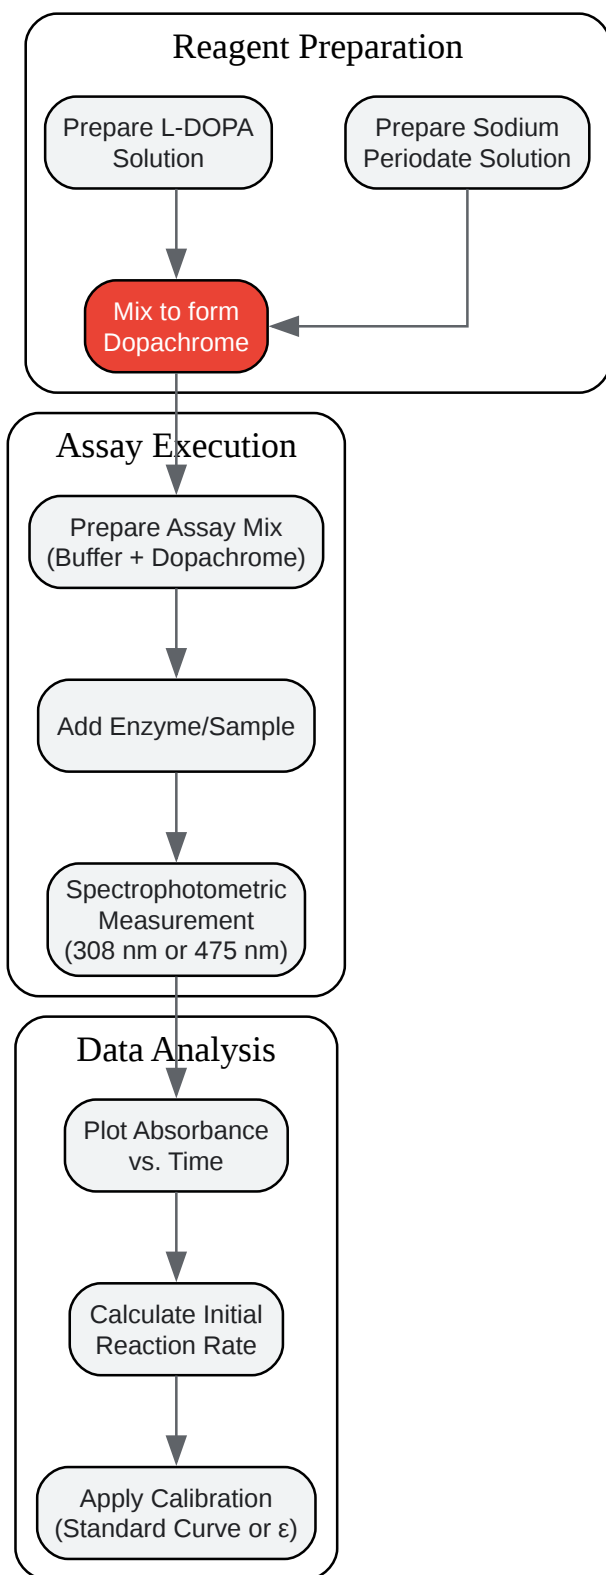 Reagent Preparation
Prepare L-DOPA
Solution
Prepare Sodium
Periodate Solution
Mix to form
Dopachrome
Assay Execution
Prepare Assay Mix
(Buffer + Dopachrome)
Add Enzyme/Sample
Spectrophotometric
Measurement
(308 nm or 475 nm)
Data Analysis
Plot Absorbance
vs. Time
Calculate Initial
Reaction Rate
Apply Calibration
(Standard Curve or ε)